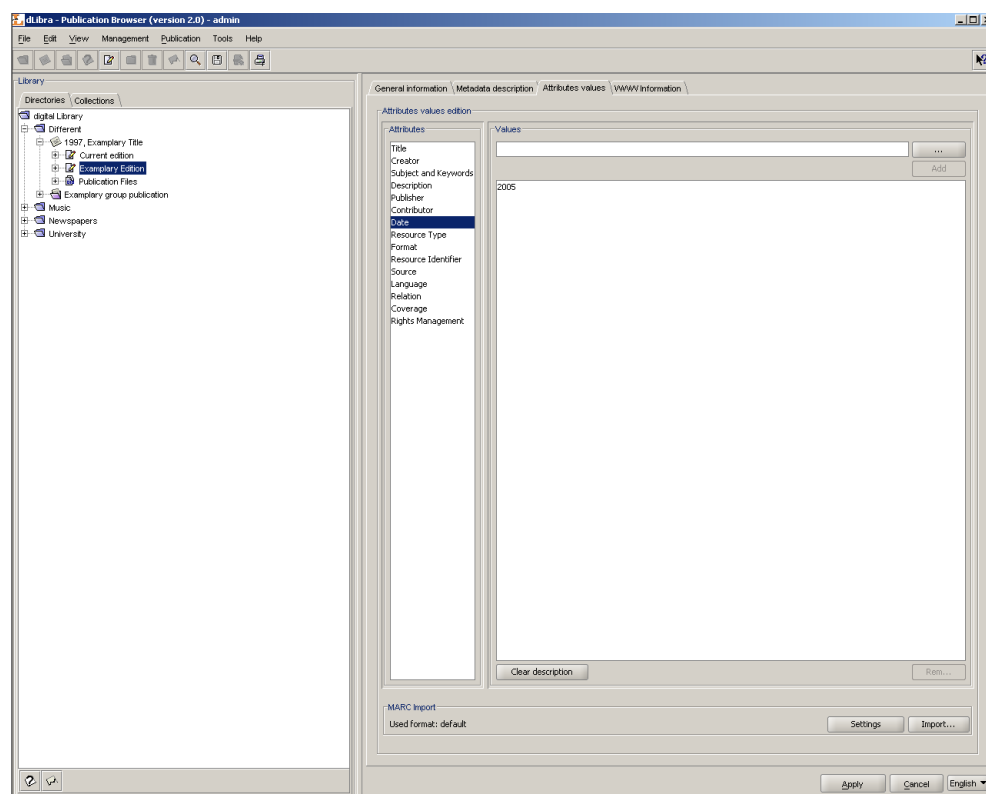 dLibra - Publication Browser (version 2.0) - admin
File Edit View Management Publication Tools Help
Library
Directories Collections
digital Library
Different
1997, Examplary Title
Current edition
Examplary Edition
Publication Files
Examplary group publication
Music
Newspapers
University
General information Metadata description Attributes values WWW Information
Attributes values edition
Attributes
Title
Creator
Subject and Keywords
Description
Publisher
Contributor
Date
Resource Type
Format
Resource Identifier
Source
Language
Relation
Coverage
Rights Management
Values
...
Add
2005
Clear description
Rem...
MARC Import
Used format: default
Settings Import...
Apply Cancel English